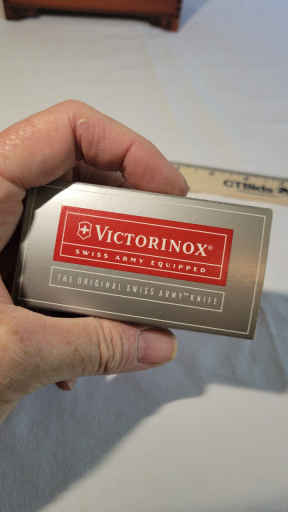 VICTORINOX®
SWISS ARMY EQUIPPED
THE ORIGINAL SWISS ARMY™ KNIFE